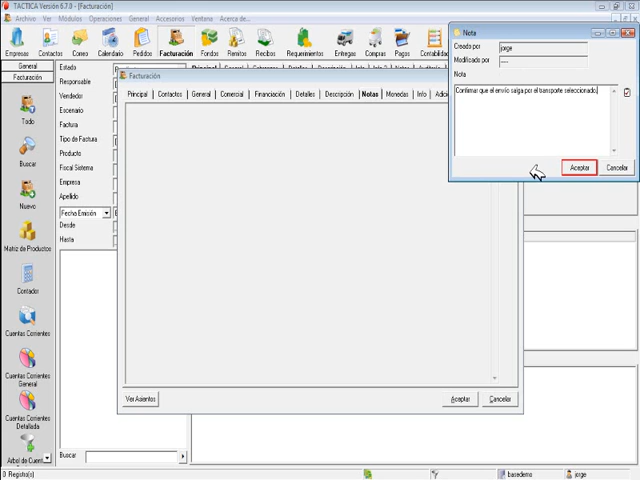 TACTICA Versión 6.7.0 - [Facturación]
Archivo Ver Módulos Operaciones General Accesorios Ventana Acerca de...
Empresas Contactos Correo Calendario Pedidos Facturación Fondos Remitos Recibos Requerimientos Entregas Compras Pagos Contabilidad
General
Facturación
Todo
Buscar
Nuevo
Matriz de Productos
Contador
Cuentas Corrientes
Cuentas Corrientes
General
Cuentas Corrientes
Detallada
Arbol de Cuen
Estado
Responsable
Vendedor
Escenario
Factura
Tipo de Factura
Producto
Fiscal Sistema
Empresa
Apellido
Fecha Emisión
Desde
Hasta
Buscar
Facturación
Principal Contactos General Comercial Financiación Detalles Descripción Notas Monedas Info Adici
Ver Asientos
Aceptar
Cancelar
Nota
Creado por jorge
Modificado por ----
Nota
Confirmar que el envío salga por el transporte seleccionado.
Aceptar
Cancelar
0 Registro(s)
basedemo
jorge